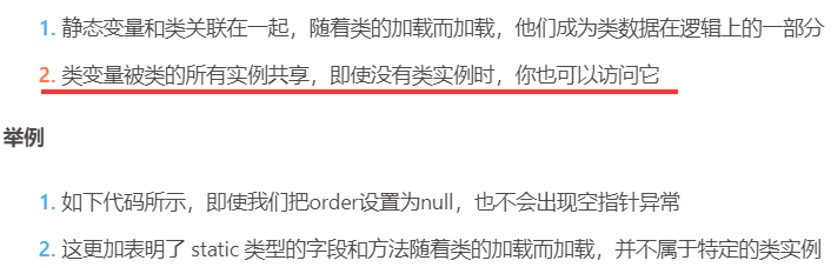 1. 静态变量和类关联在一起，随着类的加载而加载，他们成为类数据在逻辑上的一部分
2. 类变量被类的所有实例共享，即使没有类实例时，你也可以访问它
举例
1. 如下代码所示，即使我们把order设置为null，也不会出现空指针异常
2. 这更加表明了 static 类型的字段和方法随着类的加载而加载，并不属于特定的类实例